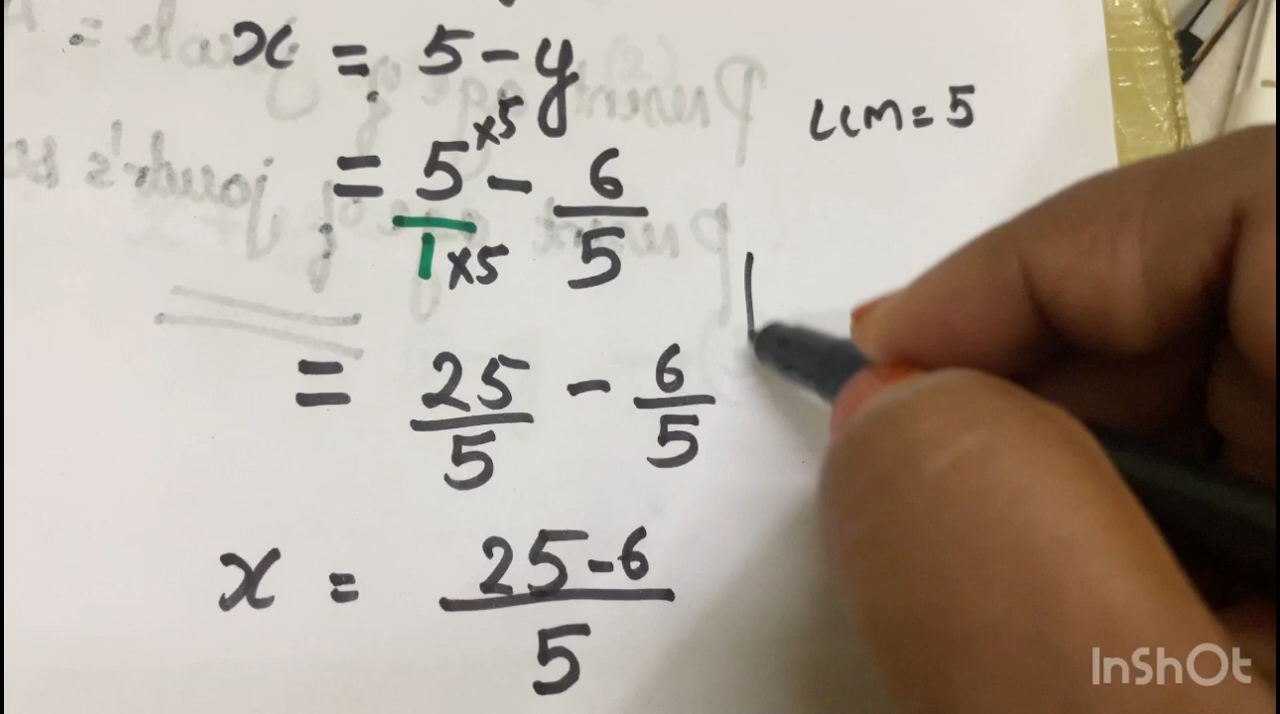 x = 5 - y
LCM = 5
= 5 ×5 / 1 ×5 - 6/5
= 25/5 - 6/5
x = 25-6 / 5
InShOt